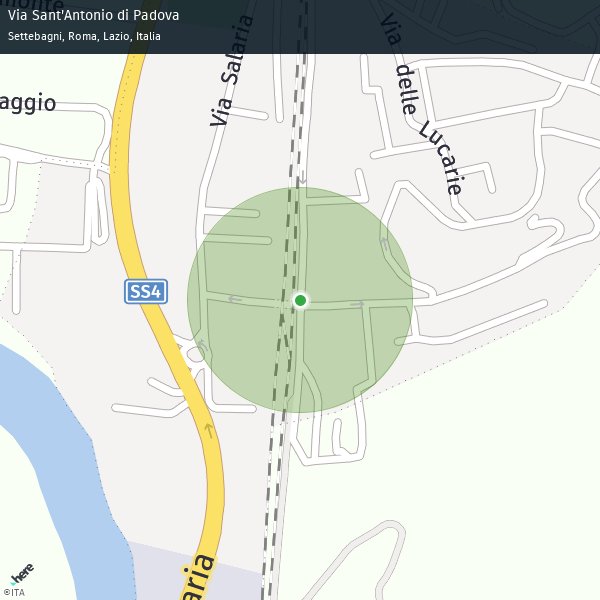 Via Sant'Antonio di Padova
Settebagni, Roma, Lazio, Italia
aggio
Via Salaria
Via delle Lucarie
SS4
aria
here
©ITA